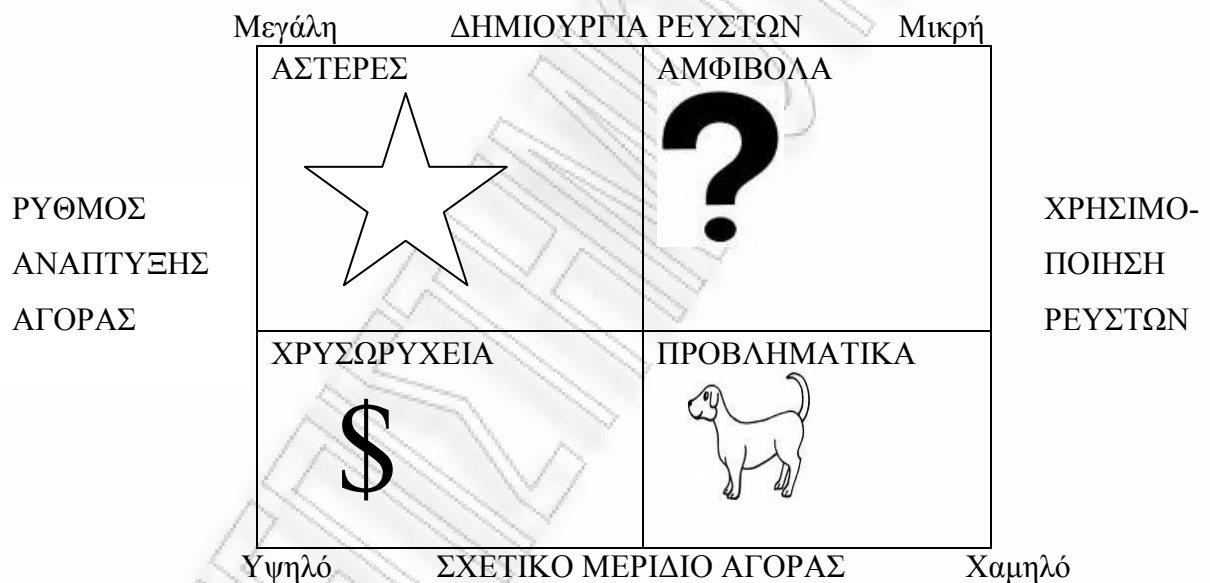 Μεγάλη ΔΗΜΙΟΥΡΓΙΑ ΡΕΥΣΤΩΝ Μικρή
ΑΣΤΕΡΕΣ ΑΜΦΙΒΟΛΑ
?
ΡΥΘΜΟΣ
ΑΝΑΠΤΥΞΗΣ
ΑΓΟΡΑΣ
ΧΡΗΣΙΜΟ-
ΠΟΙΗΣΗ
ΡΕΥΣΤΩΝ
ΧΡΥΣΩΡΥΧΕΙΑ ΠΡΟΒΛΗΜΑΤΙΚΑ
$
Υψηλό ΣΧΕΤΙΚΟ ΜΕΡΙΔΙΟ ΑΓΟΡΑΣ Χαμηλό